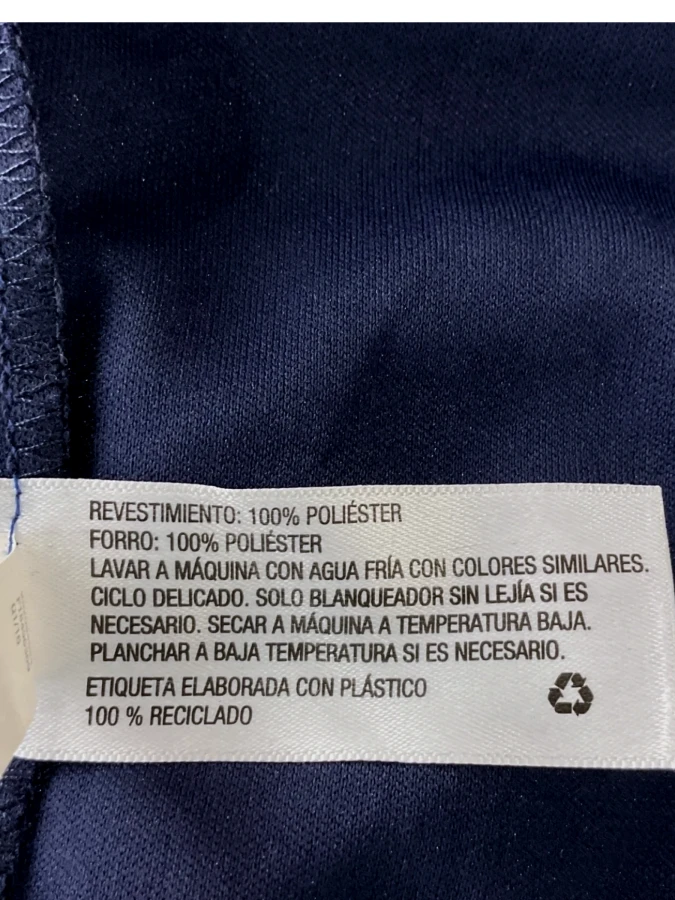 REVESTIMIENTO: 100% POLIÉSTER
FORRO: 100% POLIÉSTER
LAVAR A MÁQUINA CON AGUA FRÍA CON COLORES SIMILARES.
CICLO DELICADO. SOLO BLANQUEADOR SIN LEJÍA SI ES
NECESARIO. SECAR A MÁQUINA A TEMPERATURA BAJA.
PLANCHAR A BAJA TEMPERATURA SI ES NECESARIO.
ETIQUETA ELABORADA CON PLÁSTICO
100 % RECICLADO